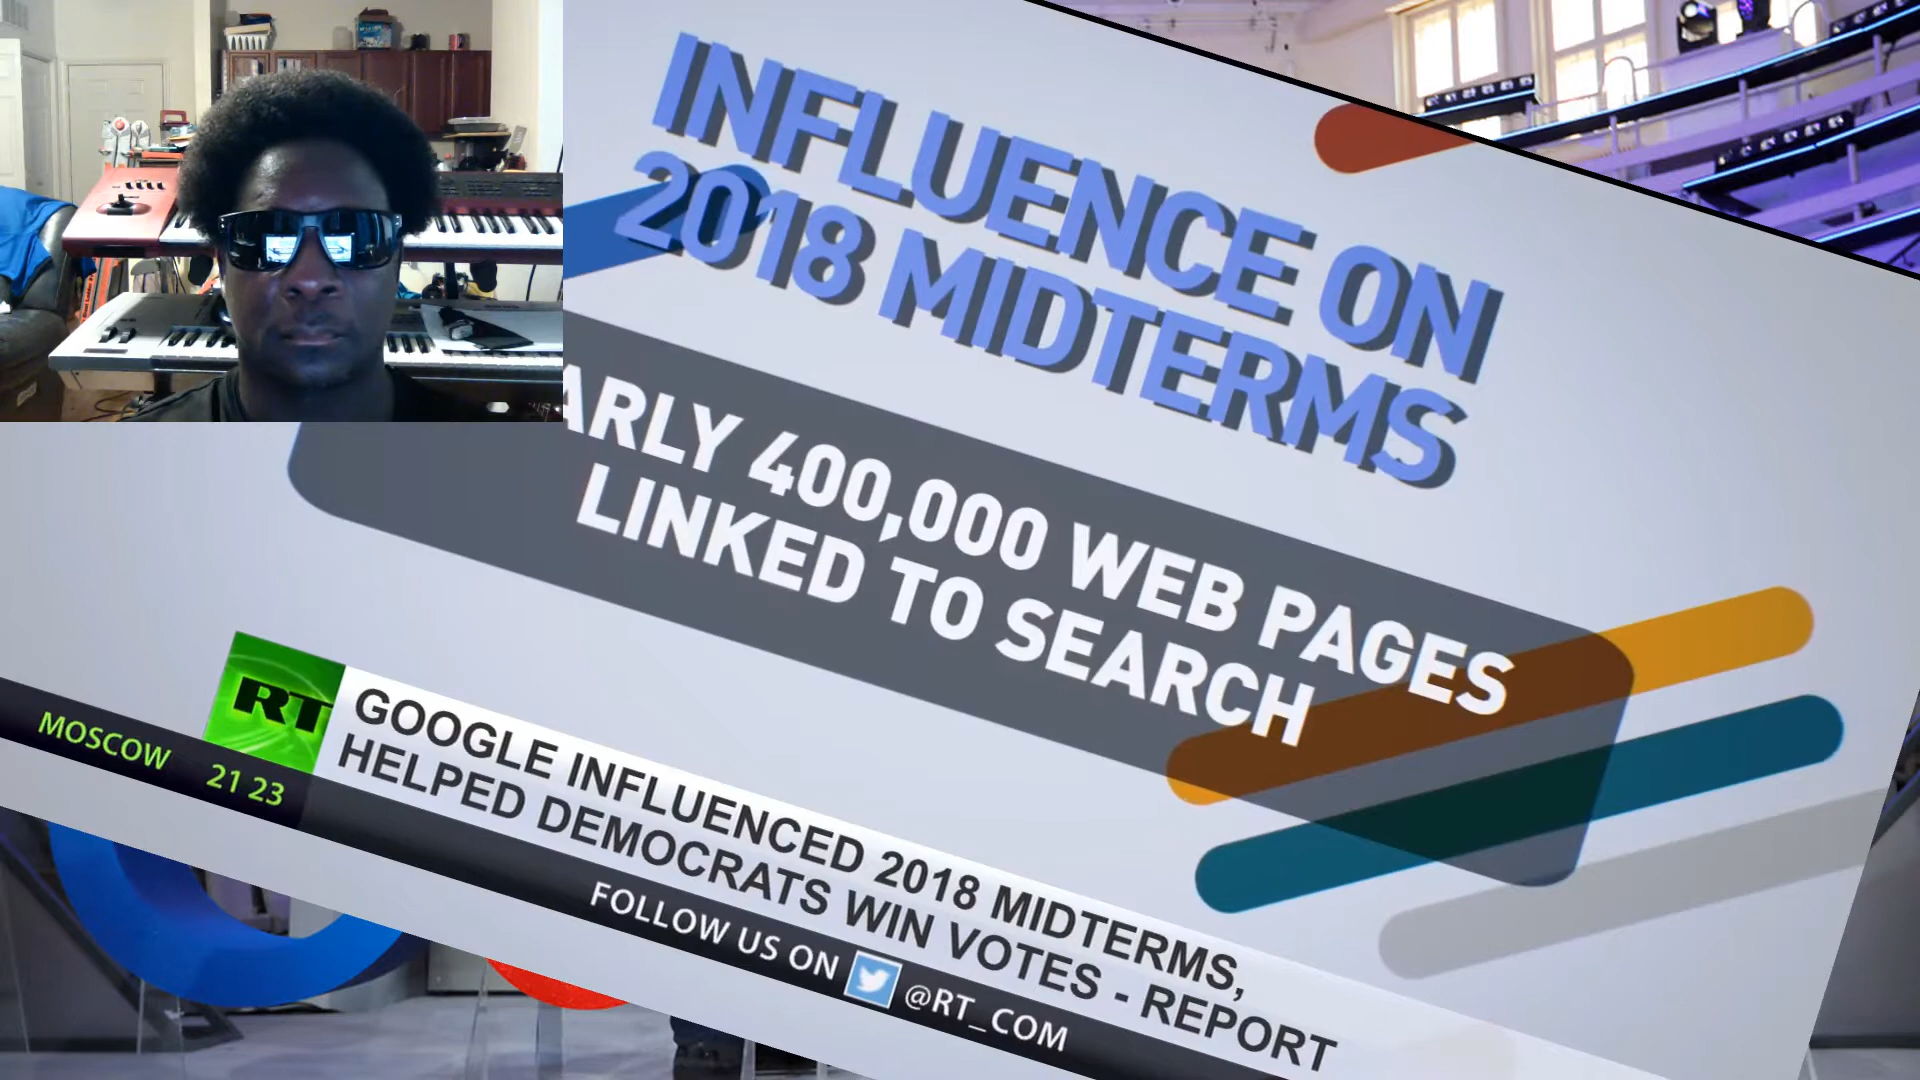 INFLUENCE ON
2018 MIDTERMS
400,000 WEB PAGES
LINKED TO SEARCH
RT
GOOGLE INFLUENCED 2018 MIDTERMS,
HELPED DEMOCRATS WIN VOTES - REPORT
MOSCOW 21 23
FOLLOW US ON @RT_COM